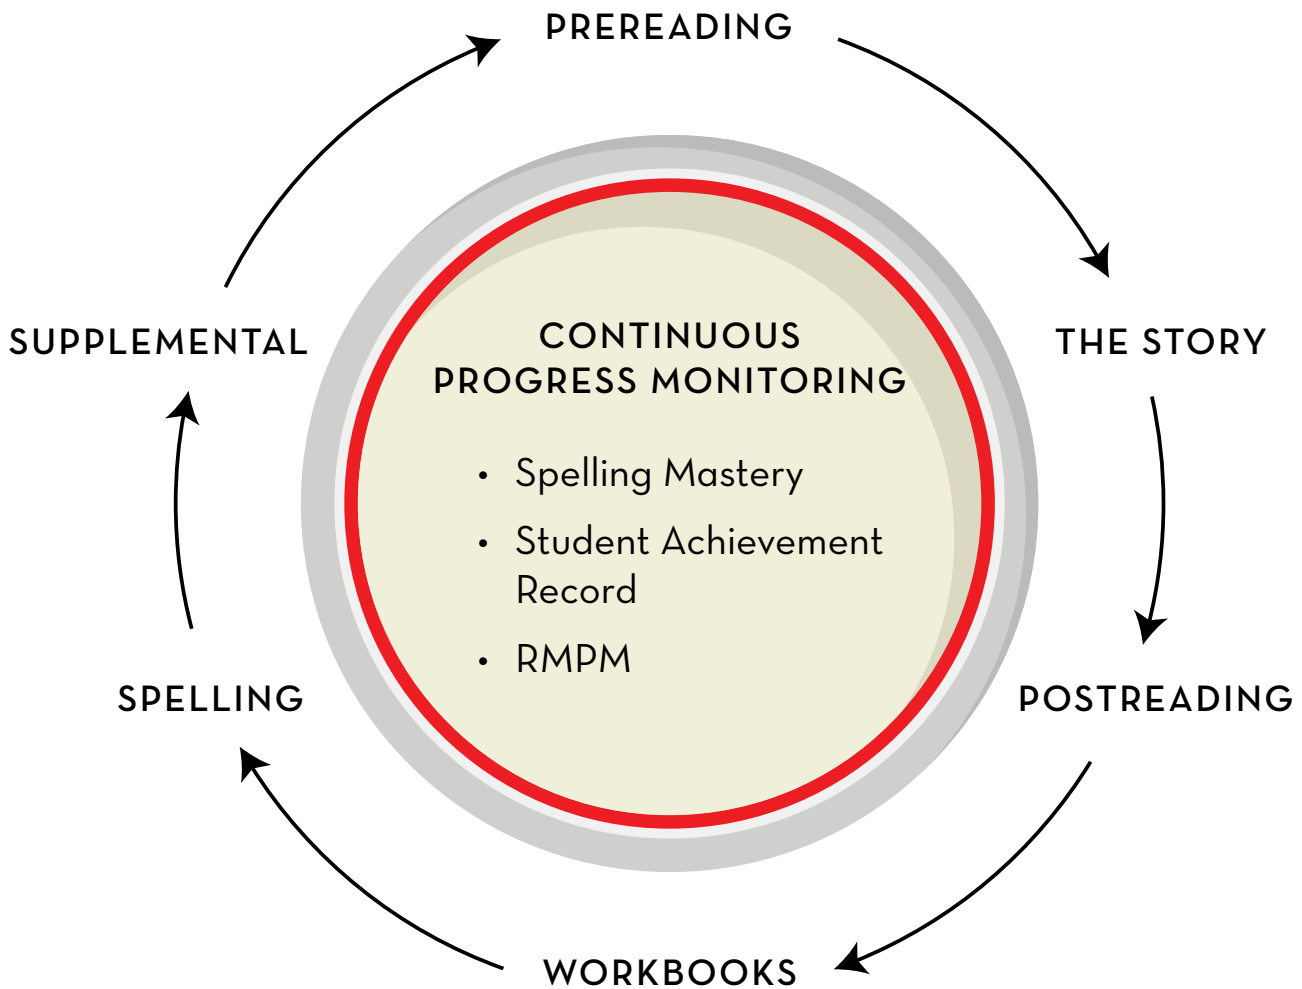 PREREADING
THE STORY
POSTREADING
WORKBOOKS
SPELLING
SUPPLEMENTAL
CONTINUOUS
PROGRESS MONITORING
• Spelling Mastery
• Student Achievement
Record
• RMPM